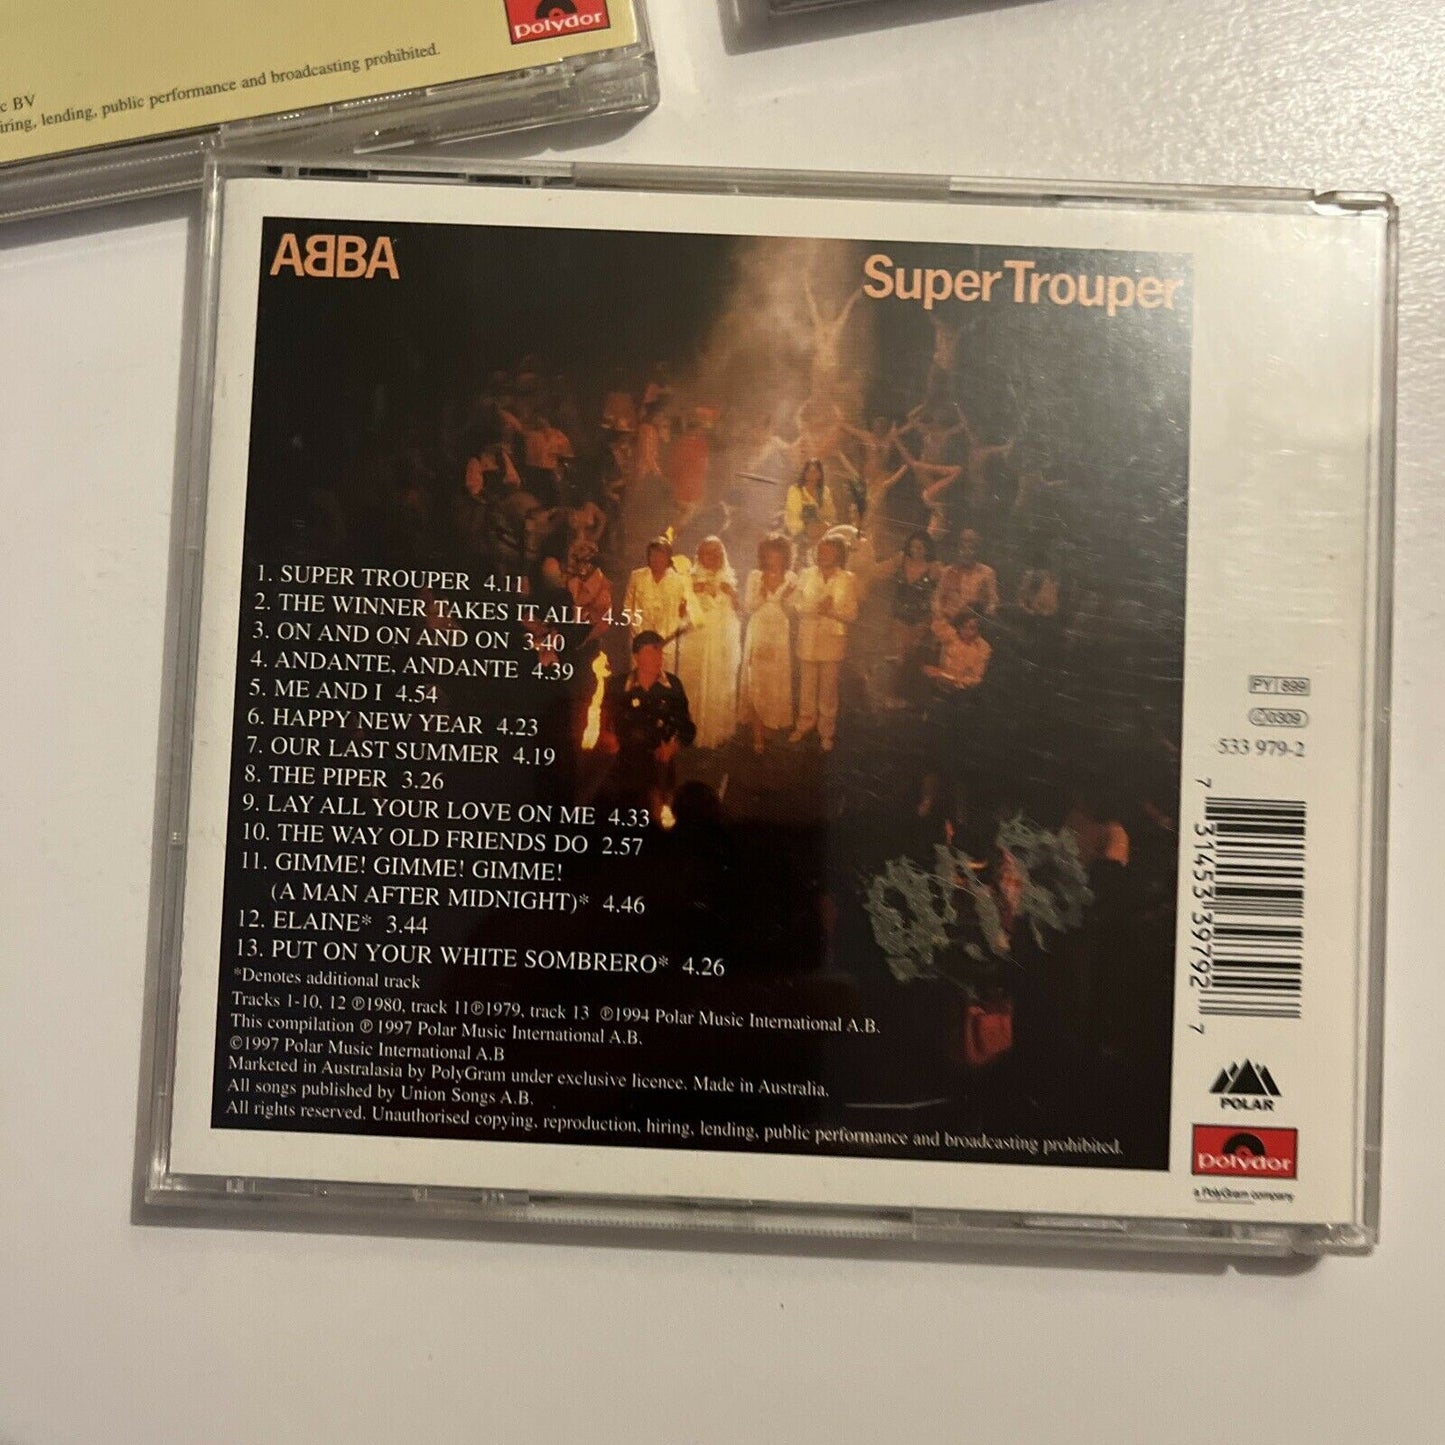 Polydor
c BV
iring, lending, public performance and broadcasting prohibited.
ABBA
Super Trouper
1. SUPER TROUPER 4.11
2. THE WINNER TAKES IT ALL 4.55
3. ON AND ON AND ON 3.40
4. ANDANTE, ANDANTE 4.39
5. ME AND I 4.54
6. HAPPY NEW YEAR 4.23
7. OUR LAST SUMMER 4.19
8. THE PIPER 3.26
9. LAY ALL YOUR LOVE ON ME 4.33
10. THE WAY OLD FRIENDS DO 2.57
11. GIMME! GIMME! GIMME!
(A MAN AFTER MIDNIGHT)* 4.46
12. ELAINE* 3.44
13. PUT ON YOUR WHITE SOMBRERO* 4.26
*Denotes additional track
Tracks 1-10, 12 ℗1980, track 11℗1979, track 13 ℗1994 Polar Music International A.B.
This compilation ℗ 1997 Polar Music International A.B.
©1997 Polar Music International A.B
Marketed in Australasia by PolyGram under exclusive licence. Made in Australia.
All songs published by Union Songs A.B.
All rights reserved. Unauthorised copying, reproduction, hiring, lending, public performance and broadcasting prohibited.
PY 899
0309
533 979-2
7 31453 39792 7
POLAR
Polydor
a PolyGram company